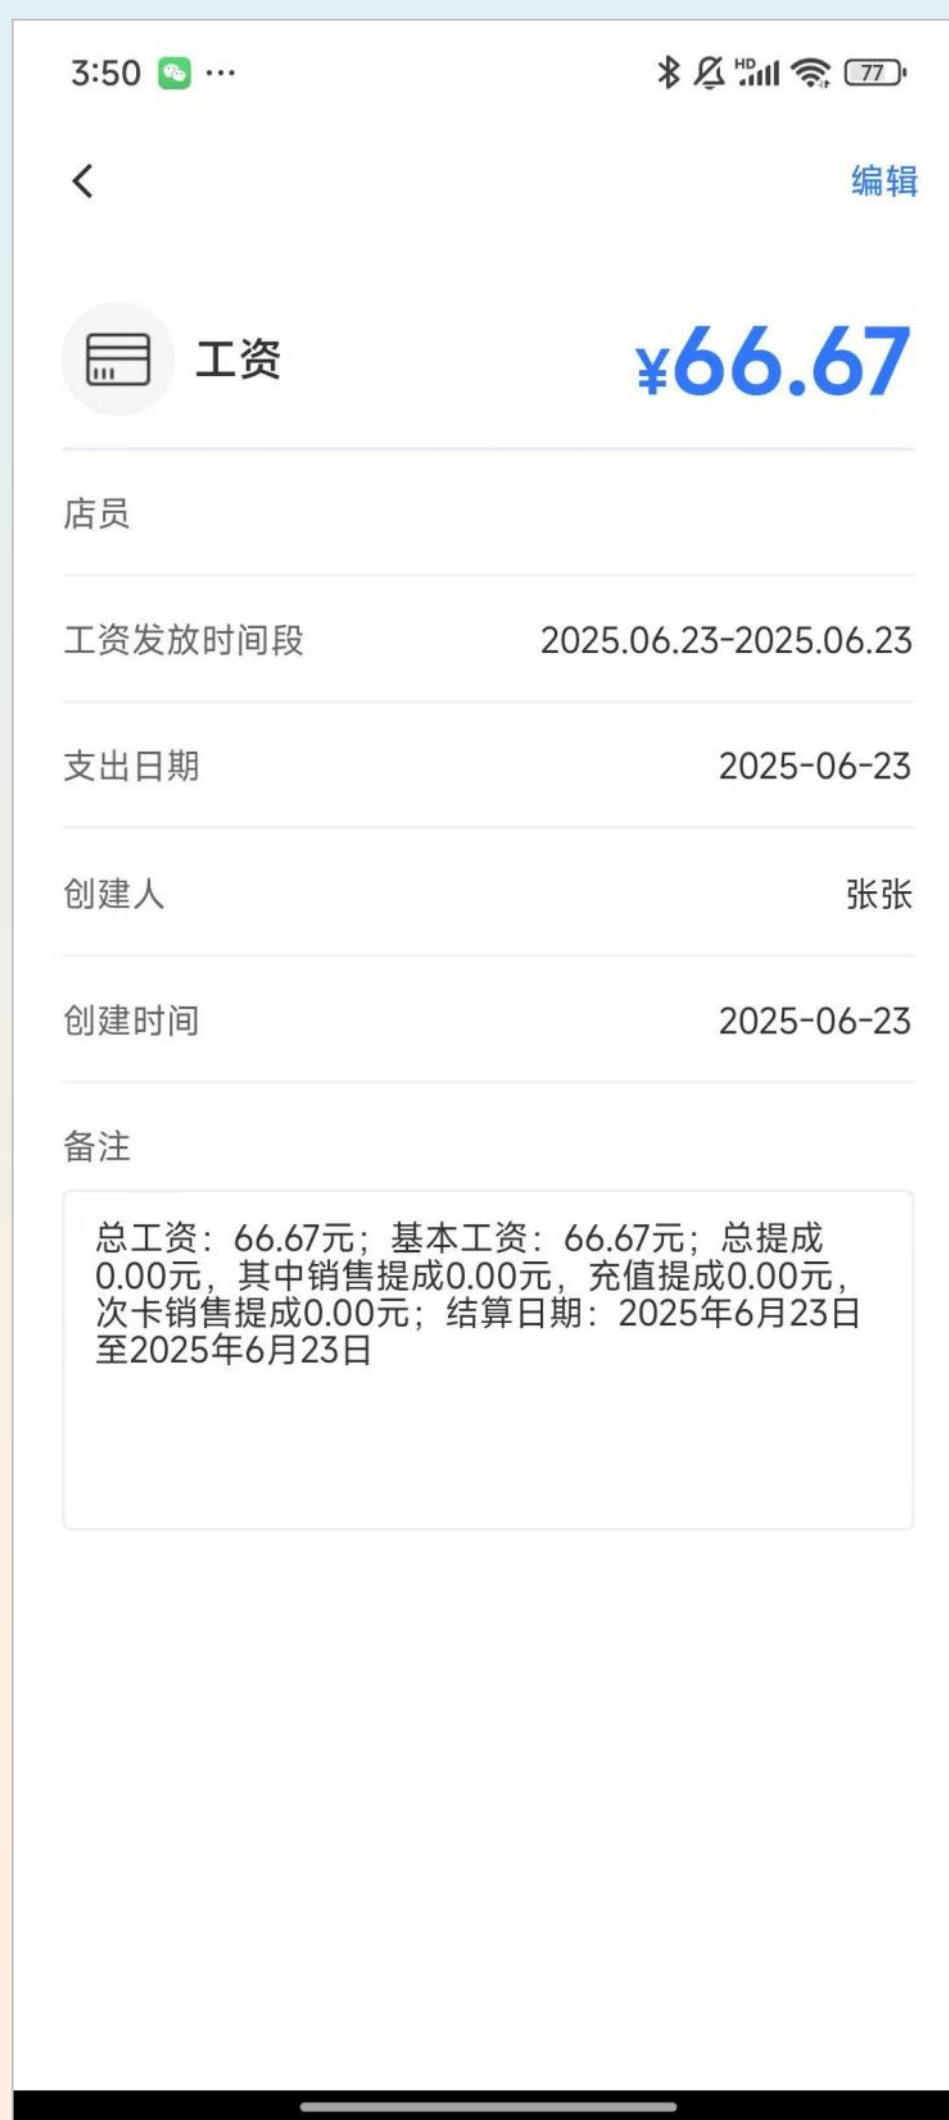 3:50 ··· HD 77
编辑
工资 ¥66.67
店员
工资发放时间段 2025.06.23-2025.06.23
支出日期 2025-06-23
创建人 张张
创建时间 2025-06-23
备注
总工资：66.67元；基本工资：66.67元；总提成
0.00元，其中销售提成0.00元，充值提成0.00元，
次卡销售提成0.00元；结算日期：2025年6月23日
至2025年6月23日